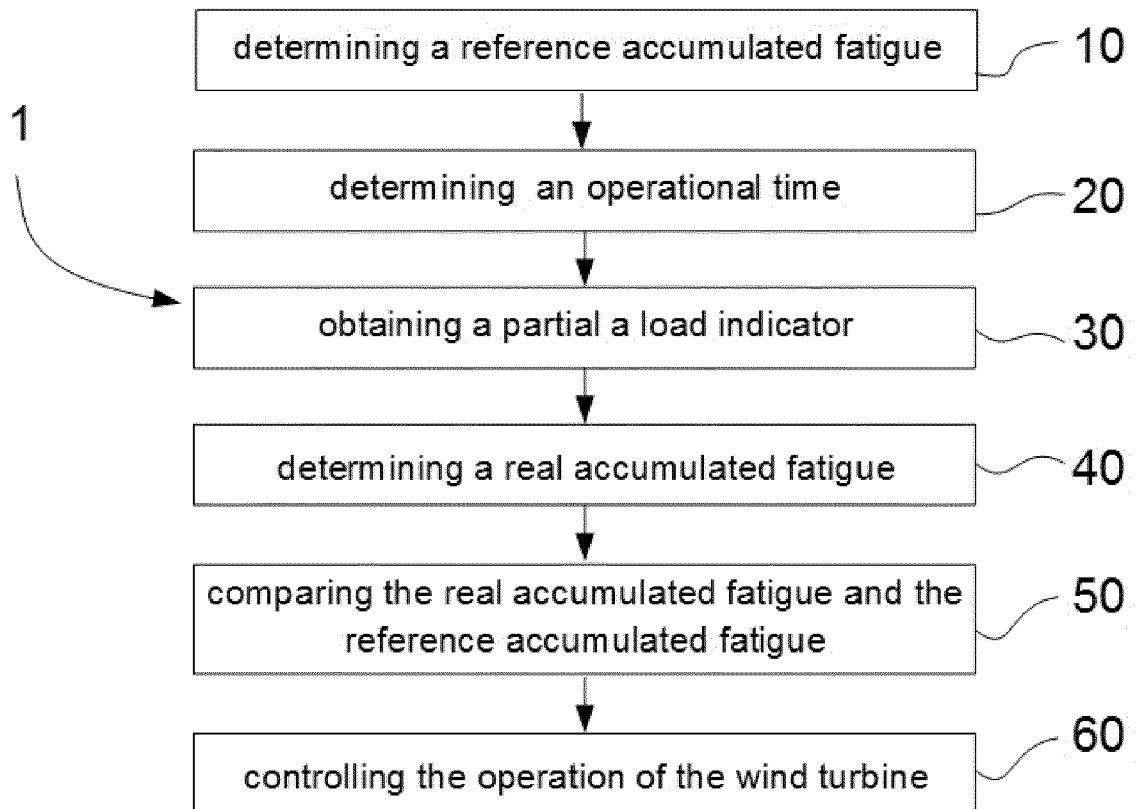 determining a reference accumulated fatigue
10
1
determining an operational time
20
obtaining a partial a load indicator
30
determining a real accumulated fatigue
40
comparing the real accumulated fatigue and the
reference accumulated fatigue
50
controlling the operation of the wind turbine
60